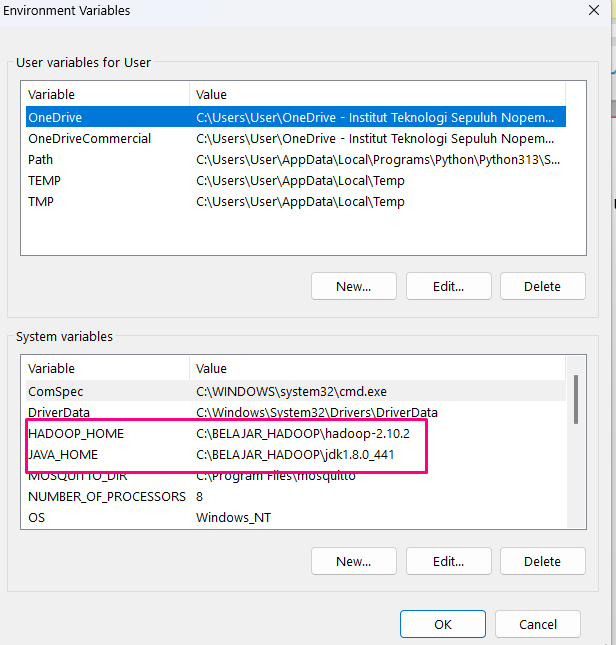 Environment Variables
User variables for User
Variable Value
OneDrive C:\Users\User\OneDrive - Institut Teknologi Sepuluh Nopem...
OneDriveCommercial C:\Users\User\OneDrive - Institut Teknologi Sepuluh Nopem...
Path C:\Users\User\AppData\Local\Programs\Python\Python313\S...
TEMP C:\Users\User\AppData\Local\Temp
TMP C:\Users\User\AppData\Local\Temp
New... Edit... Delete
System variables
Variable Value
ComSpec C:\WINDOWS\system32\cmd.exe
DriverData C:\Windows\System32\Drivers\DriverData
HADOOP_HOME C:\BELAJAR_HADOOP\hadoop-2.10.2
JAVA_HOME C:\BELAJAR_HADOOP\jdk1.8.0_441
MOSQUITTO_DIR C:\Program Files\mosquitto
NUMBER_OF_PROCESSORS 8
OS Windows_NT
New... Edit... Delete
OK Cancel